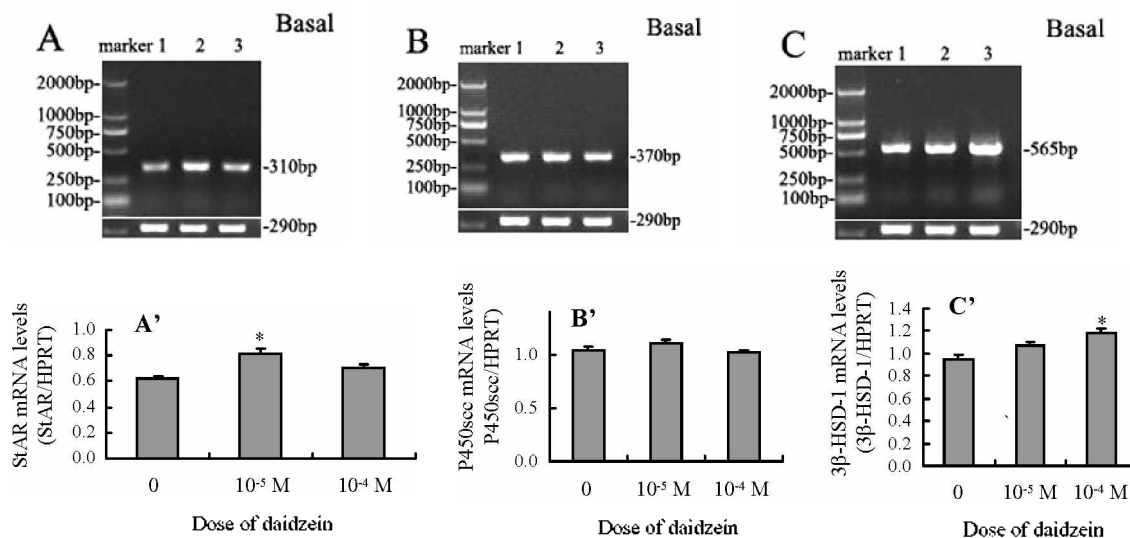 A
Basal
marker 1 2 3
2000bp-
1000bp-
750bp-
500bp-
250bp-
100bp-
-310bp
-290bp
B
Basal
marker 1 2 3
2000bp-
1000bp-
750bp-
500bp-
250bp-
100bp-
-370bp
-290bp
C
Basal
marker 1 2 3
2000bp-
1000bp-
750bp-
500bp-
250bp-
100bp-
-565bp
-290bp
A’
StAR mRNA levels
(StAR/HPRT)
1.0
0.8
0.6
0.4
0.2
0.0
*
0 10⁻⁵ M 10⁻⁴ M
Dose of daidzein
B’
P450scc mRNA levels
P450scc/HPRT)
1.0
0.5
0.0
0 10⁻⁵ M 10⁻⁴ M
Dose of daidzein
C’
3β-HSD-1 mRNA levels
(3β-HSD-1/HPRT)
1.4
1.2
1.0
0.8
0.6
0.4
0.2
0.0
*
0 10⁻⁵ M 10⁻⁴ M
Dose of daidzein